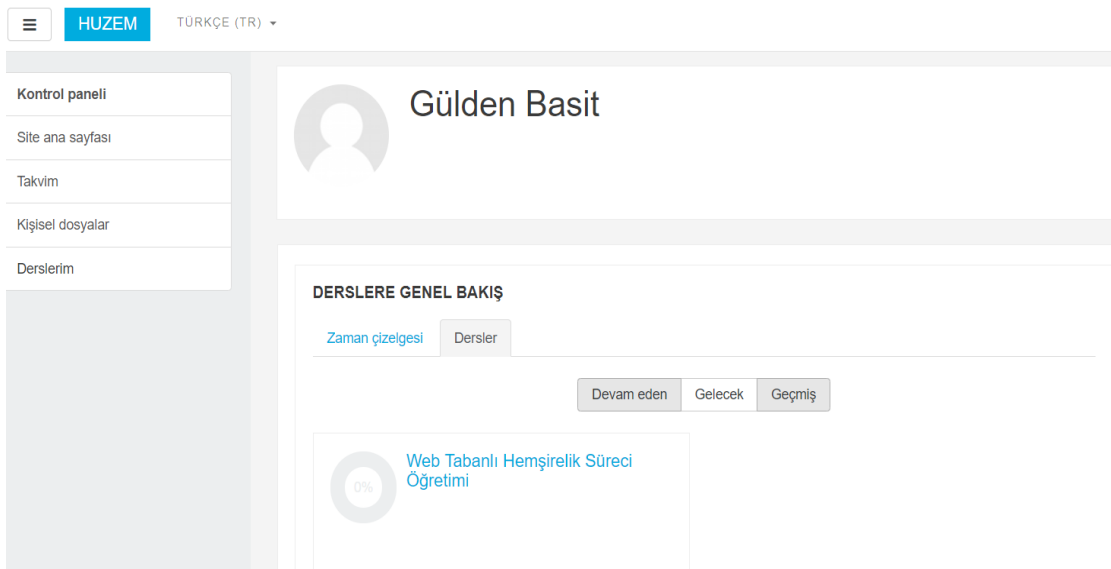 HUZEM TÜRKÇE (TR)
Kontrol paneli
Site ana sayfası
Takvim
Kişisel dosyalar
Derslerim
Gülden Basit
DERSLERE GENEL BAKIŞ
Zaman çizelgesi Dersler
Devam eden Gelecek Geçmiş
0%
Web Tabanlı Hemşirelik Süreci
Öğretimi